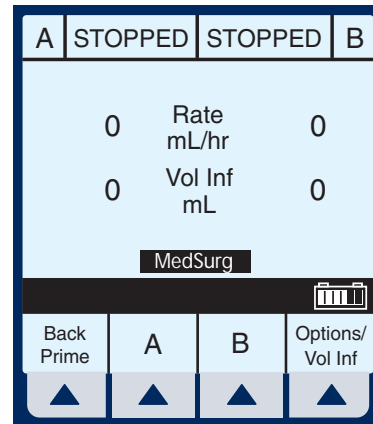 A STOPPED STOPPED B
0 Rate mL/hr 0
0 Vol Inf mL 0
MedSurg
Back Prime A B Options/ Vol Inf